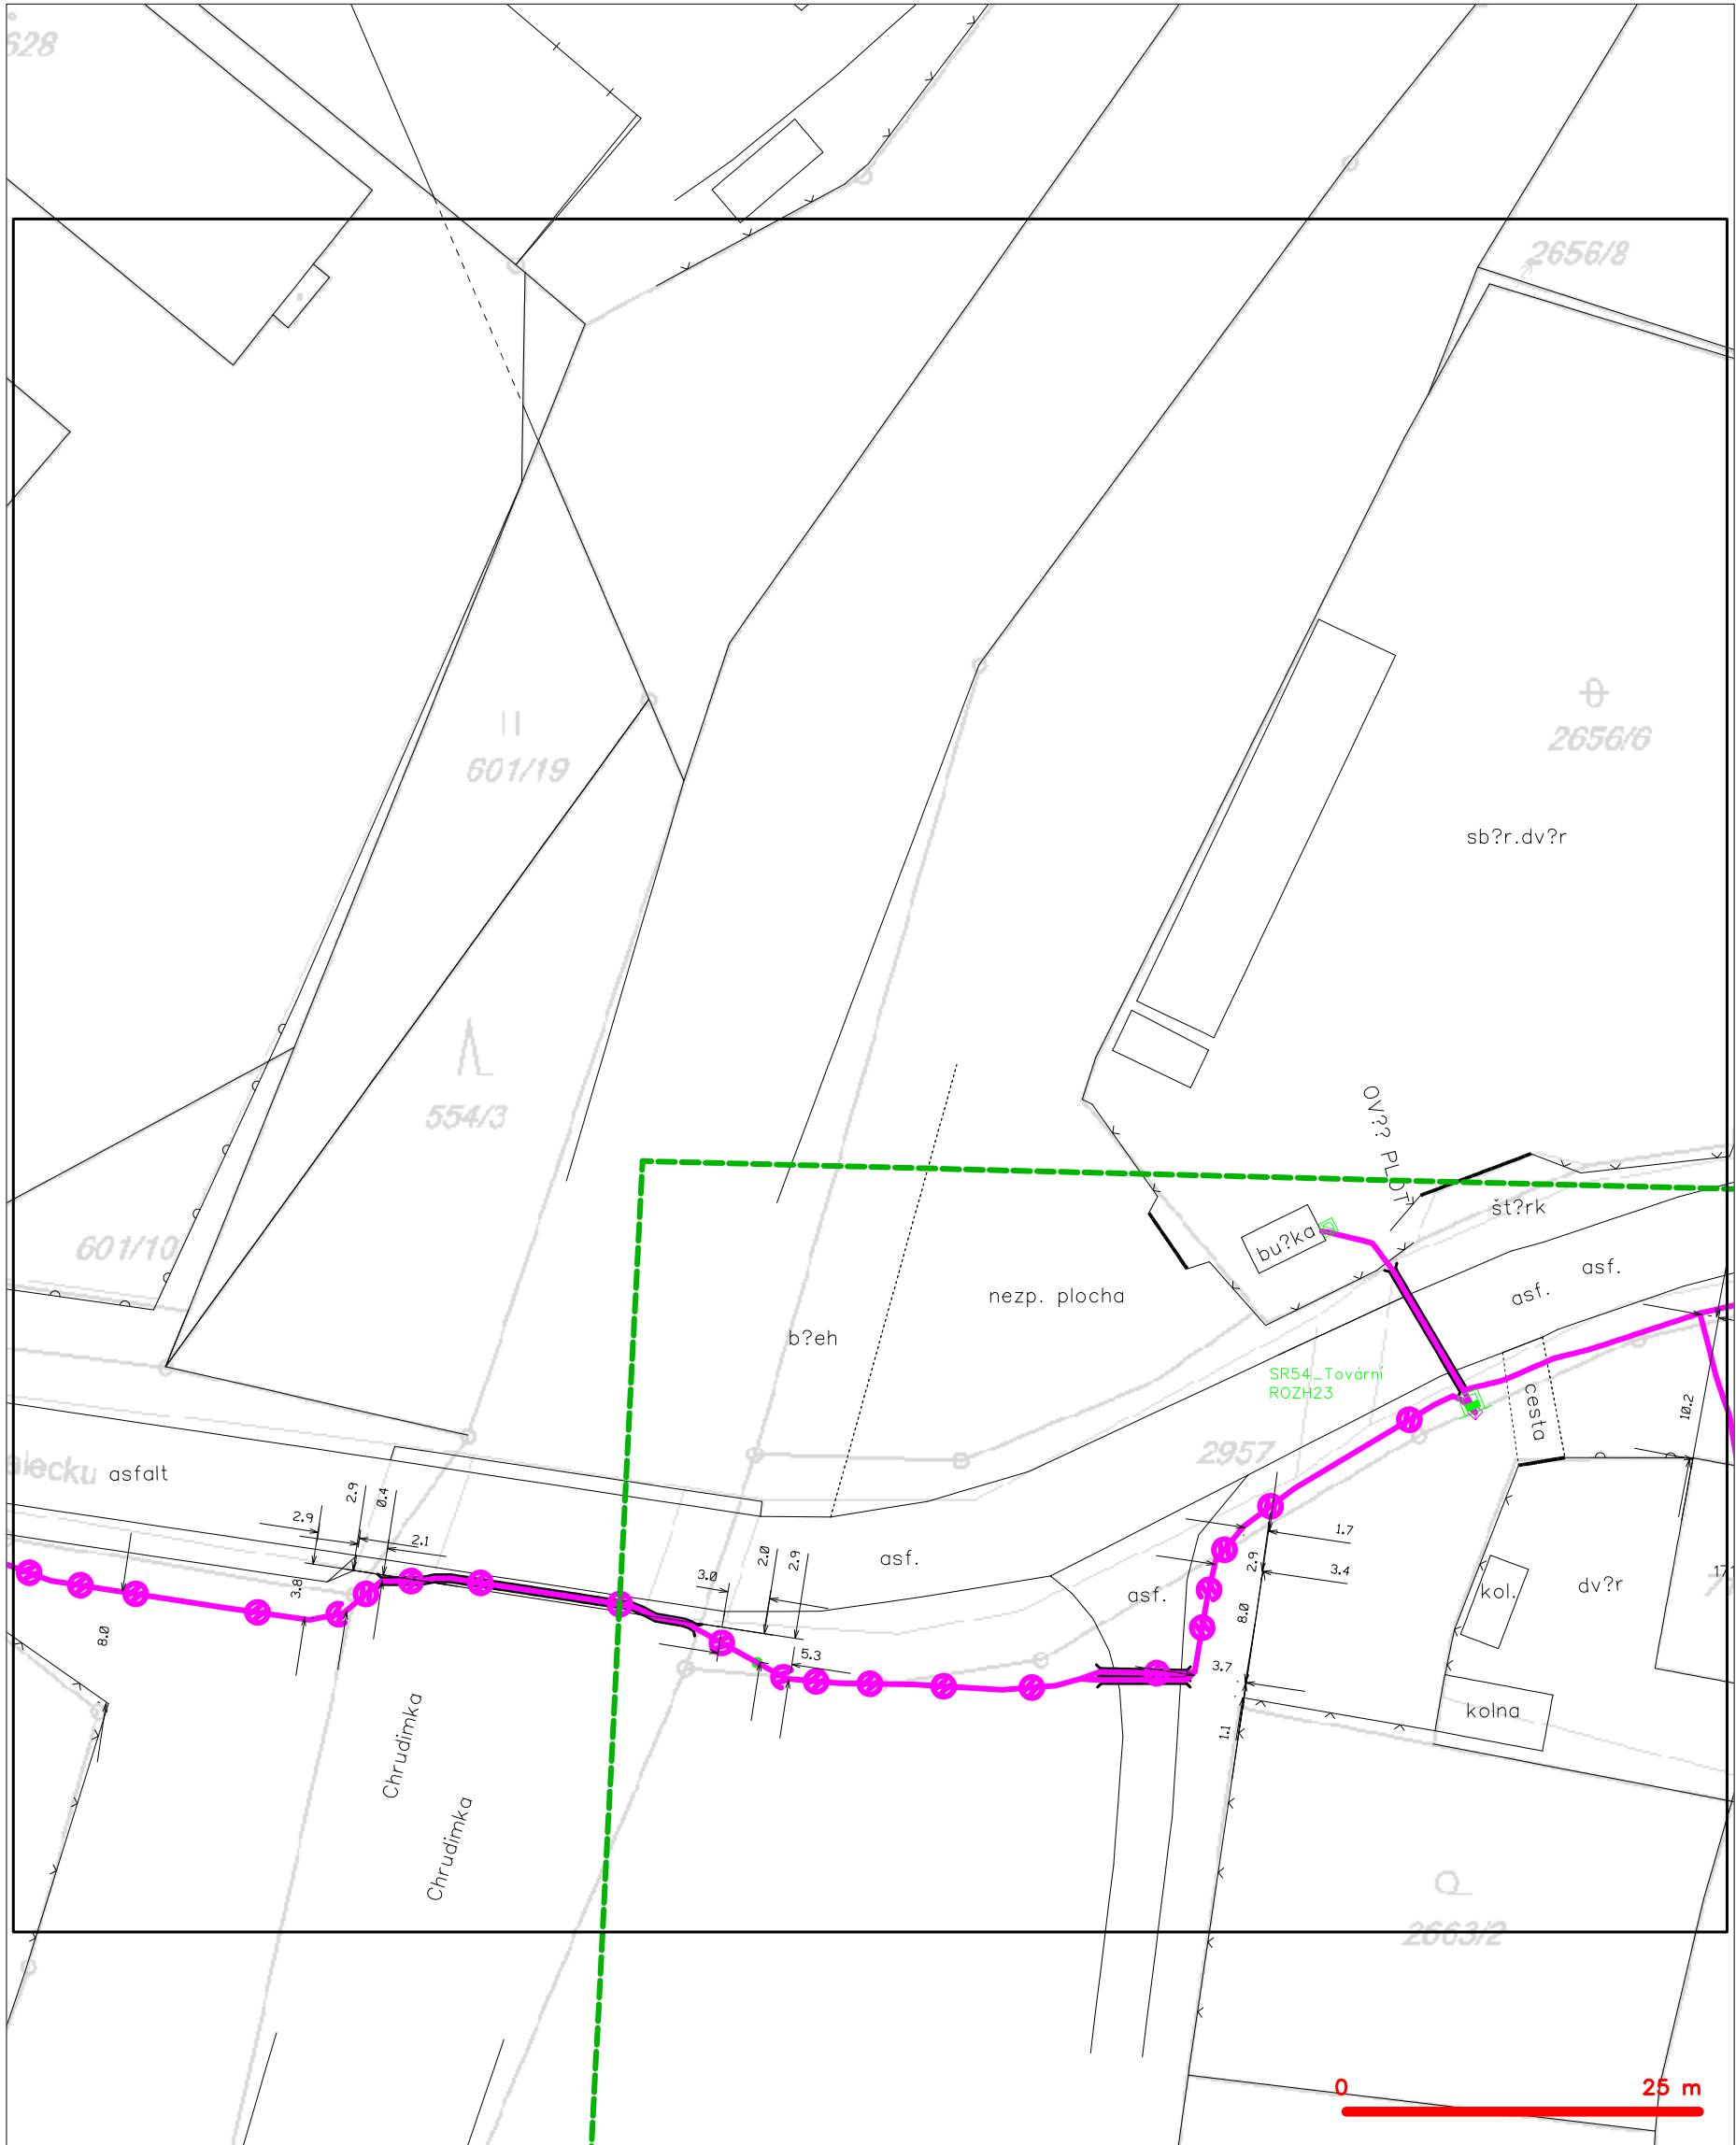 628
2656/8
2656/6
601/19
sb?r.dv?r
554/3
OV?? PLOT
št?rk
601/10
bu?ka
asf.
asf.
nezp. plocha
b?eh
SR54_Tovární
ROZH23
cesta
10.2
2957
asfalt
2.9
2.9
0.4
2.1
1.7
2.9
3.4
asf.
2.0
2.9
3.0
asf.
kol.
dv?r
17
3.8
8.0
8.0
5.3
3.7
1.1
kolna
Chrudimka
Chrudimka
2663/2
0
25 m